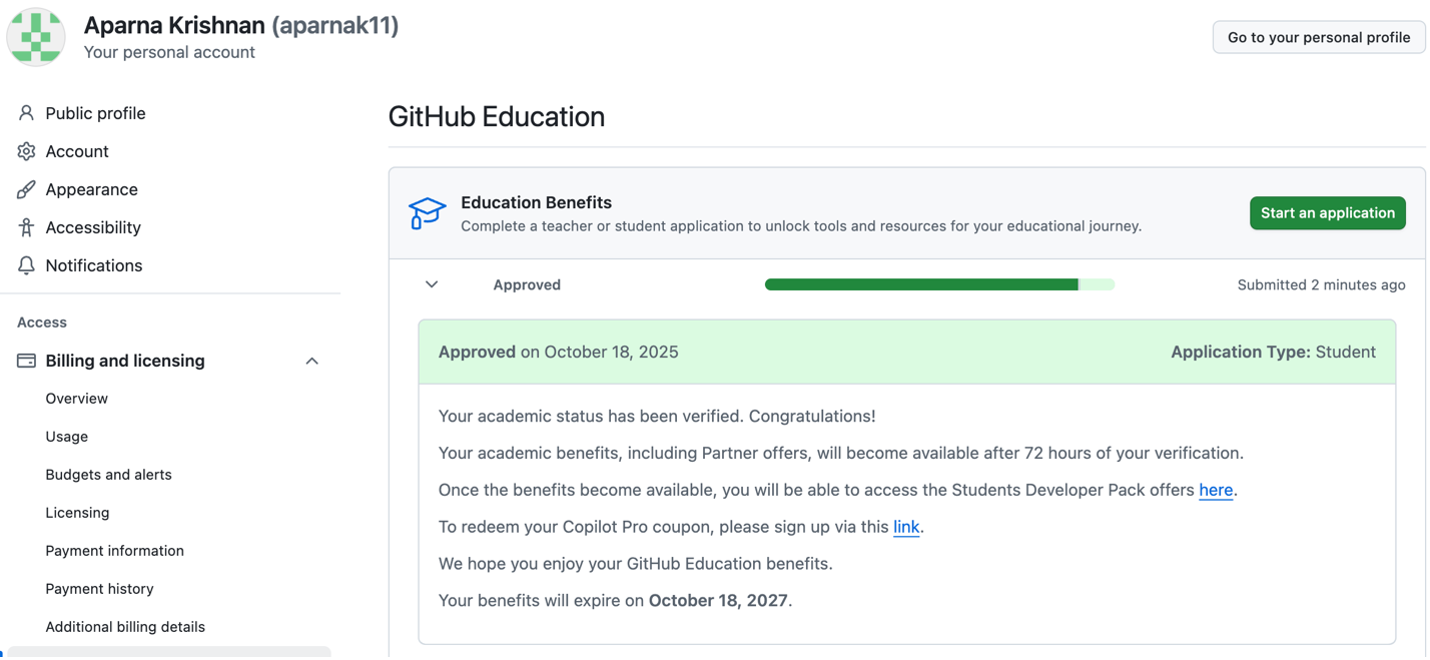 Aparna Krishnan (aparnak11)
Your personal account
Go to your personal profile
Public profile
Account
Appearance
Accessibility
Notifications
Access
Billing and licensing
Overview
Usage
Budgets and alerts
Licensing
Payment information
Payment history
Additional billing details
GitHub Education
Education Benefits
Complete a teacher or student application to unlock tools and resources for your educational journey.
Start an application
Approved
Submitted 2 minutes ago
Approved on October 18, 2025
Application Type: Student
Your academic status has been verified. Congratulations!
Your academic benefits, including Partner offers, will become available after 72 hours of your verification.
Once the benefits become available, you will be able to access the Students Developer Pack offers here.
To redeem your Copilot Pro coupon, please sign up via this link.
We hope you enjoy your GitHub Education benefits.
Your benefits will expire on October 18, 2027.